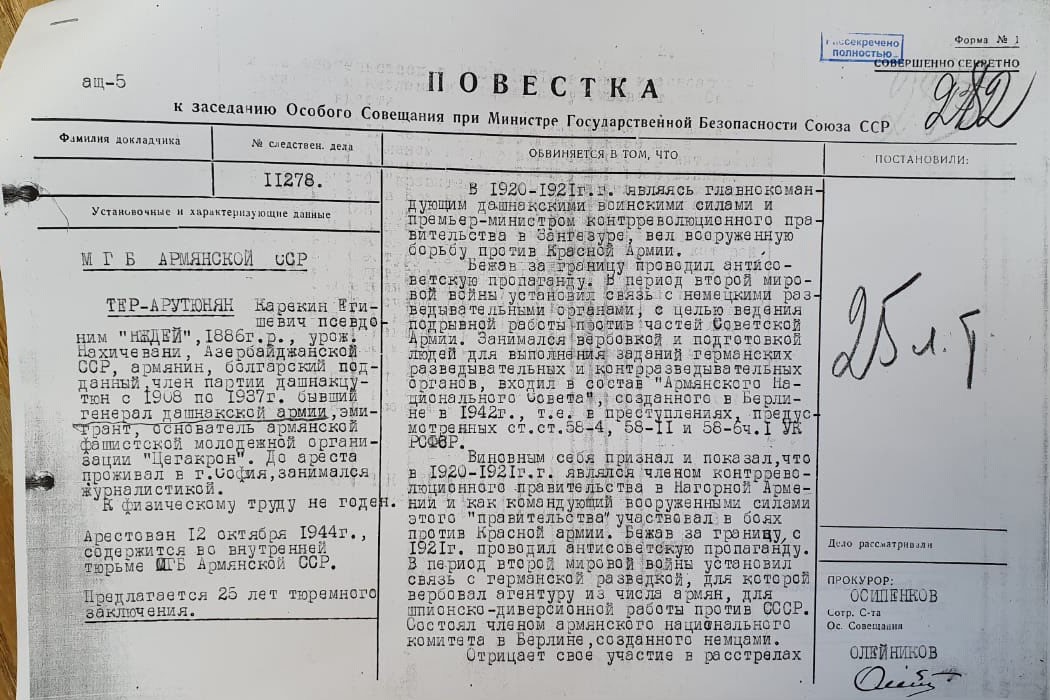 Рассекречено
полностью
Форма № 1
СОВЕРШЕННО СЕКРЕТНО
282
ащ-5
ПОВЕСТКА
к заседанию Особого Совещания при Министре Государственной Безопасности Союза ССР
Фамилия докладчика
№ следствен. дела
11278.
Установочные и характеризующие данные
МГБ АРМЯНСКОЙ ССР
ТЕР-АРУТЮНЯН Карекин Еги-
шевич псевдо-
ним "НЖДЕЙ", 1886г.р., урож.
Нахичевани, Азербайджанской
ССР, армянин, болгарский под-
данный, член партии дашнакцу-
тюн с 1908 по 1937г. бывший
генерал дашнакской армии, эми-
грант, основатель армянской
фашистской молодежной органи-
зации "Цегакрон". До ареста
проживал в г.София, занимался
журналистикой.
К физическому труду не годен.
Арестован 12 октября 1944г.,
содержится во внутренней
тюрьме МГБ Армянской ССР.
Предлагается 25 лет тюремного
заключения.
ОБВИНЯЕТСЯ В ТОМ, ЧТО
В 1920-1921г.г. являясь главнокоман-
дующим дашнакскими воинскими силами и
премьер-министром контрреволюционного пра-
вительства в Зангезуре, вел вооруженную
борьбу против Красной Армии.
Бежав за границу проводил антисо-
ветскую пропаганду. В период второй миро-
вой войны установил связь с немецкими раз-
ведывательными органами, с целью ведения
подрывной работы против частей Советской
Армии. Занимался вербовкой и подготовкой
людей для выполнения заданий германских
разведывательных и контрразведывательных
органов, входил в состав "Армянского На-
ционального Совета", созданного в Берли-
не в 1942г., т.е. в преступлениях, предус-
мотренных ст.ст.58-4, 58-11 и 58-6ч.1 УК
РСФСР.
Виновным себя признал и показал, что
в 1920-1921г.г. являлся членом контррево-
люционного правительства в Нагорной Арме-
нии и как командующий вооруженными силами
этого "правительства" участвовал в боях
против Красной армии. Бежав за границу, с
1921г. проводил антисоветскую пропаганду.
В период второй мировой войны установил
связь с германской разведкой, для которой
вербовал агентуру из числа армян, для
шпионско-диверсионной работы против СССР.
Состоял членом армянского национального
комитета в Берлине, созданного немцами.
Отрицает свое участие в расстрелах
ПОСТАНОВИЛИ:
25 л. т.
Дело рассматривали
ПРОКУРОР:
ОСИПЕНКОВ
Сотр. С-та
Ос. Совещания
ОЛЕЙНИКОВ